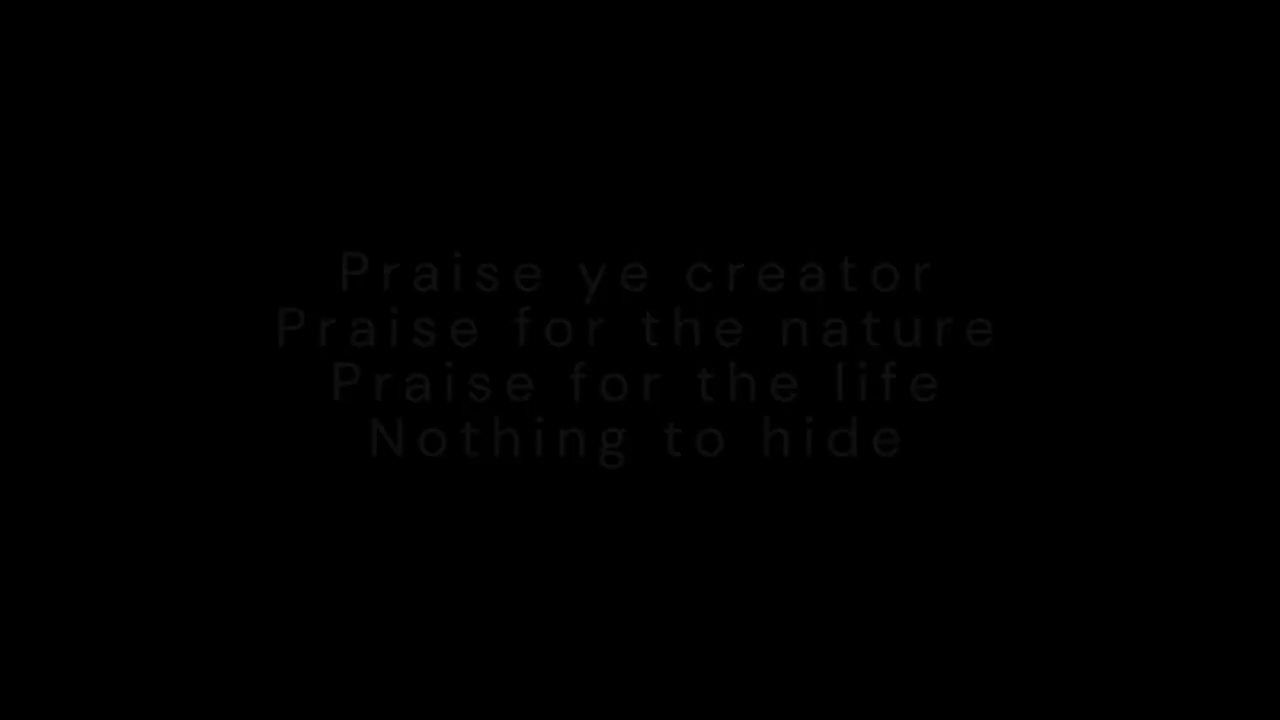 Praise ye creator
Praise for the nature
Praise for the life
Nothing to hide